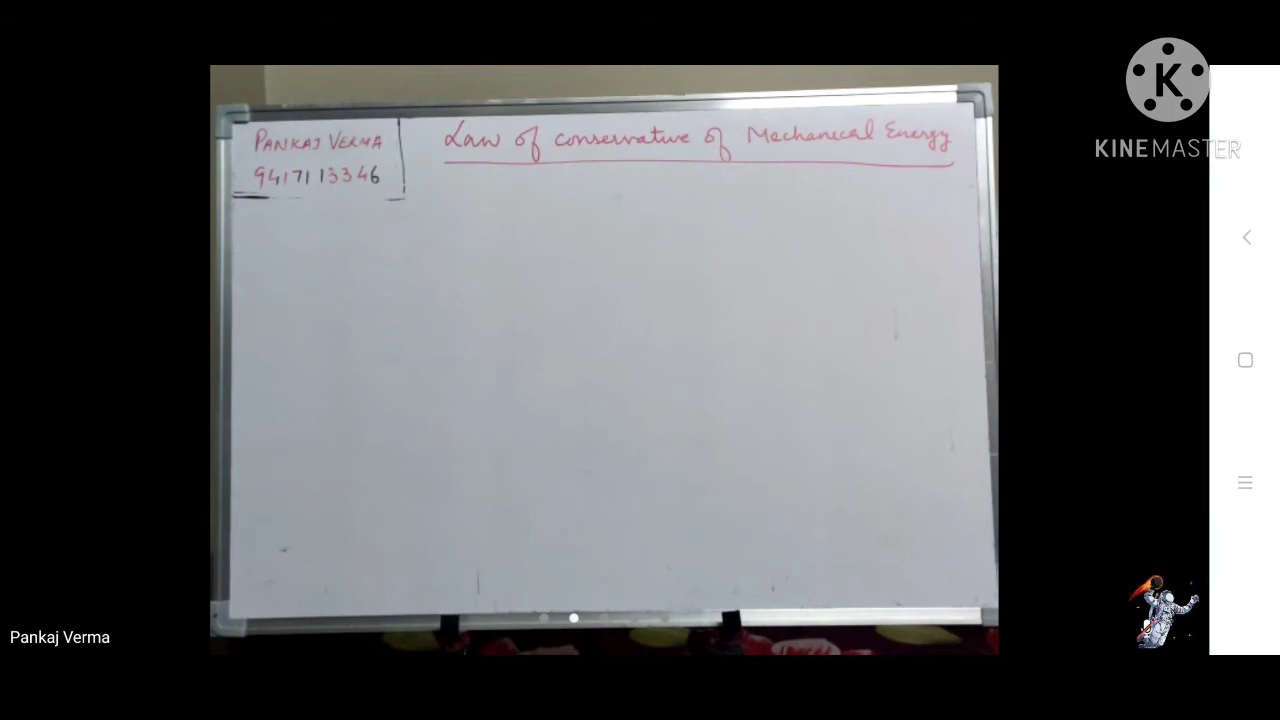 PANKAJ VERMA
9417113346
Law of conservative of Mechanical Energy
K
KINEMASTER
Pankaj Verma